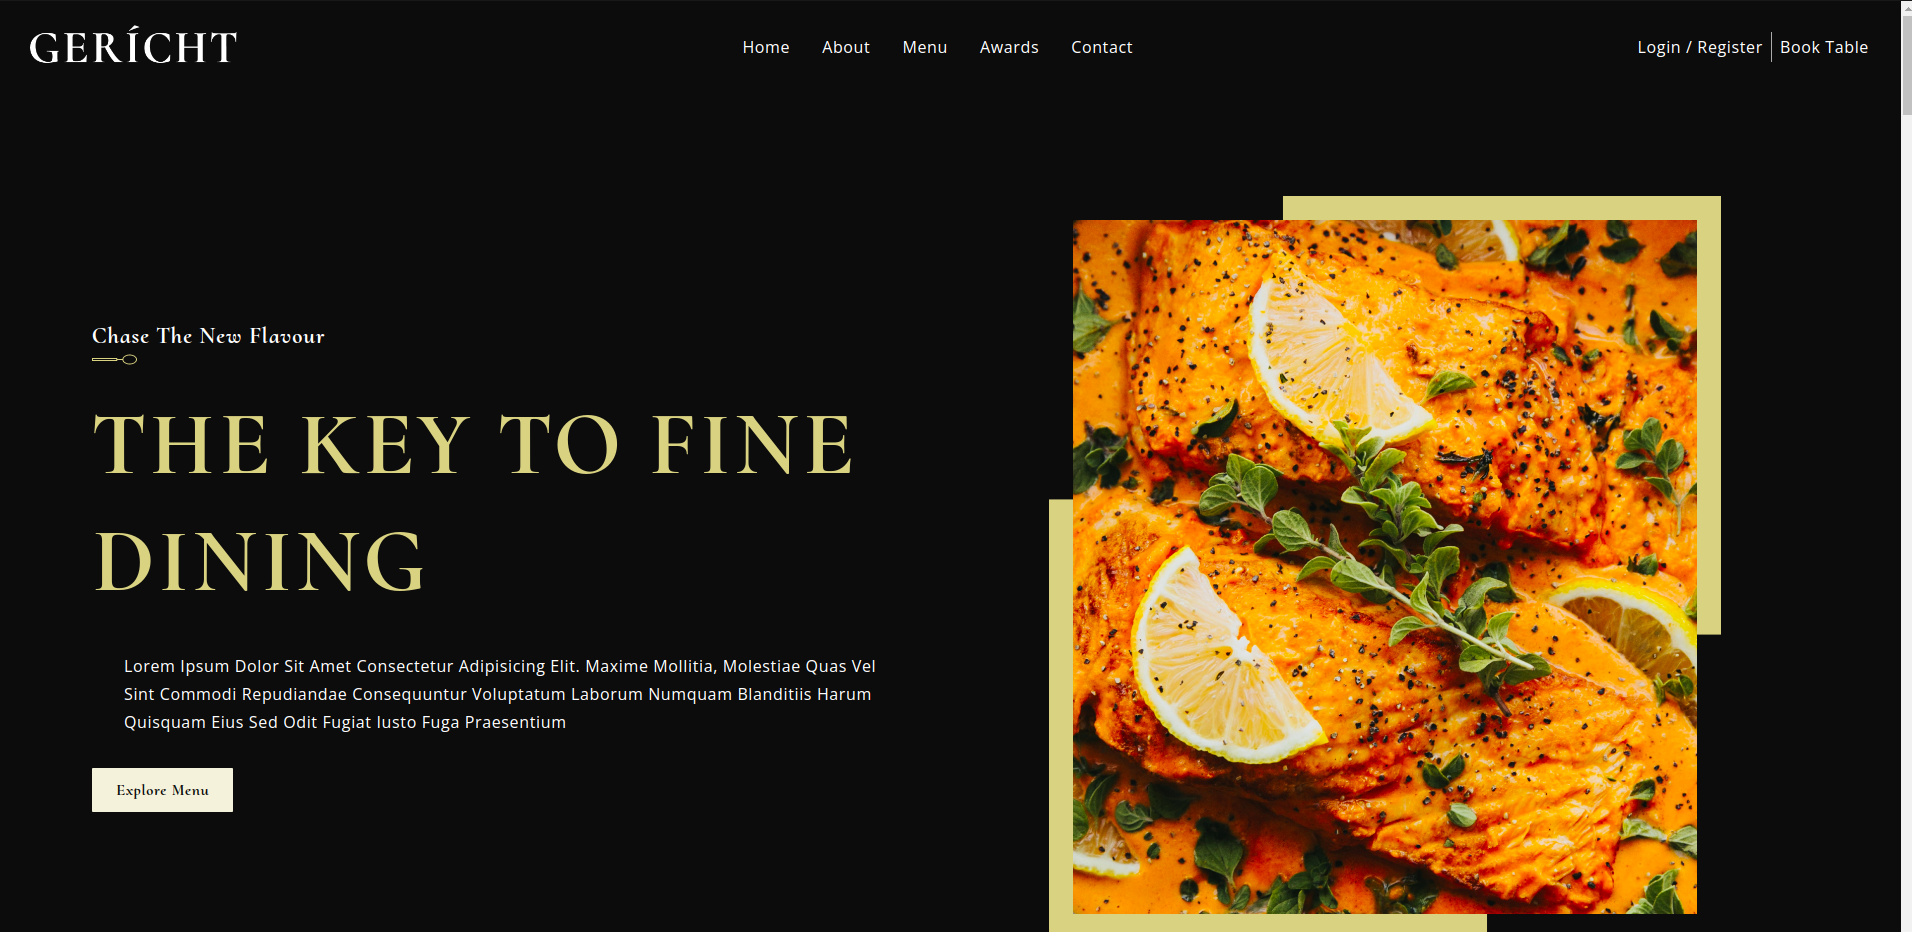 GERÍCHT
Home About Menu Awards Contact
Login / Register Book Table
Chase The New Flavour
THE KEY TO FINE
DINING
Lorem Ipsum Dolor Sit Amet Consectetur Adipisicing Elit. Maxime Mollitia, Molestiae Quas Vel
Sint Commodi Repudiandae Consequuntur Voluptatum Laborum Numquam Blanditiis Harum
Quisquam Eius Sed Odit Fugiat Iusto Fuga Praesentium
Explore Menu